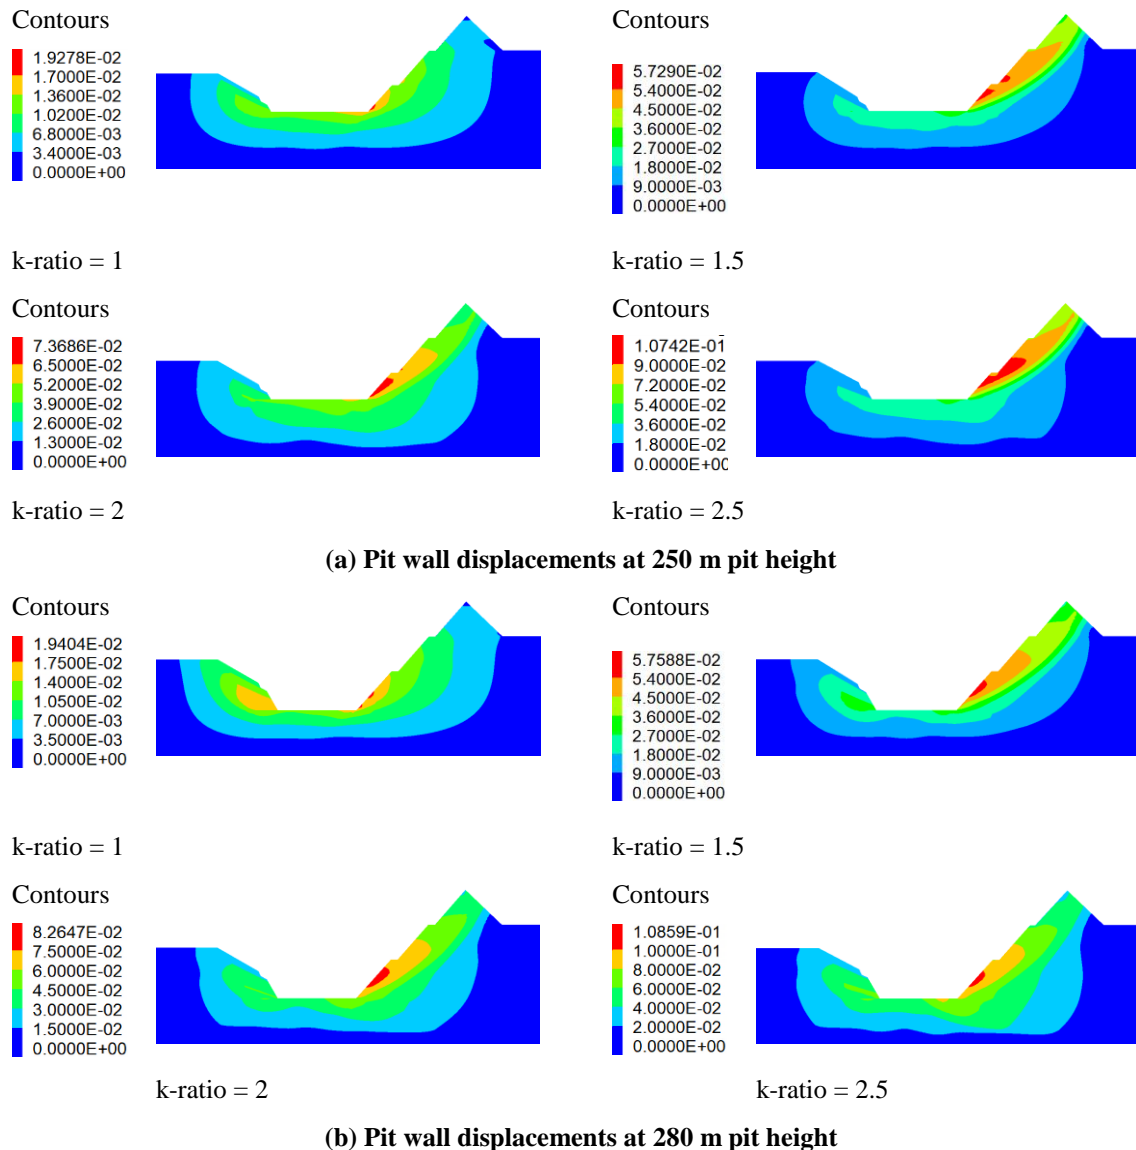 Contours
1.9278E-02
1.7000E-02
1.3600E-02
1.0200E-02
6.8000E-03
3.4000E-03
0.0000E+00
k-ratio = 1
Contours
5.7290E-02
5.4000E-02
4.5000E-02
3.6000E-02
2.7000E-02
1.8000E-02
9.0000E-03
0.0000E+00
k-ratio = 1.5
Contours
7.3686E-02
6.5000E-02
5.2000E-02
3.9000E-02
2.6000E-02
1.3000E-02
0.0000E+00
k-ratio = 2
Contours
1.0742E-01
9.0000E-02
7.2000E-02
5.4000E-02
3.6000E-02
1.8000E-02
0.0000E+00
k-ratio = 2.5
(a) Pit wall displacements at 250 m pit height
Contours
1.9404E-02
1.7500E-02
1.4000E-02
1.0500E-02
7.0000E-03
3.5000E-03
0.0000E+00
k-ratio = 1
Contours
5.7588E-02
5.4000E-02
4.5000E-02
3.6000E-02
2.7000E-02
1.8000E-02
9.0000E-03
0.0000E+00
k-ratio = 1.5
Contours
8.2647E-02
7.5000E-02
6.0000E-02
4.5000E-02
3.0000E-02
1.5000E-02
0.0000E+00
k-ratio = 2
Contours
1.0859E-01
1.0000E-01
8.0000E-02
6.0000E-02
4.0000E-02
2.0000E-02
0.0000E+00
k-ratio = 2.5
(b) Pit wall displacements at 280 m pit height